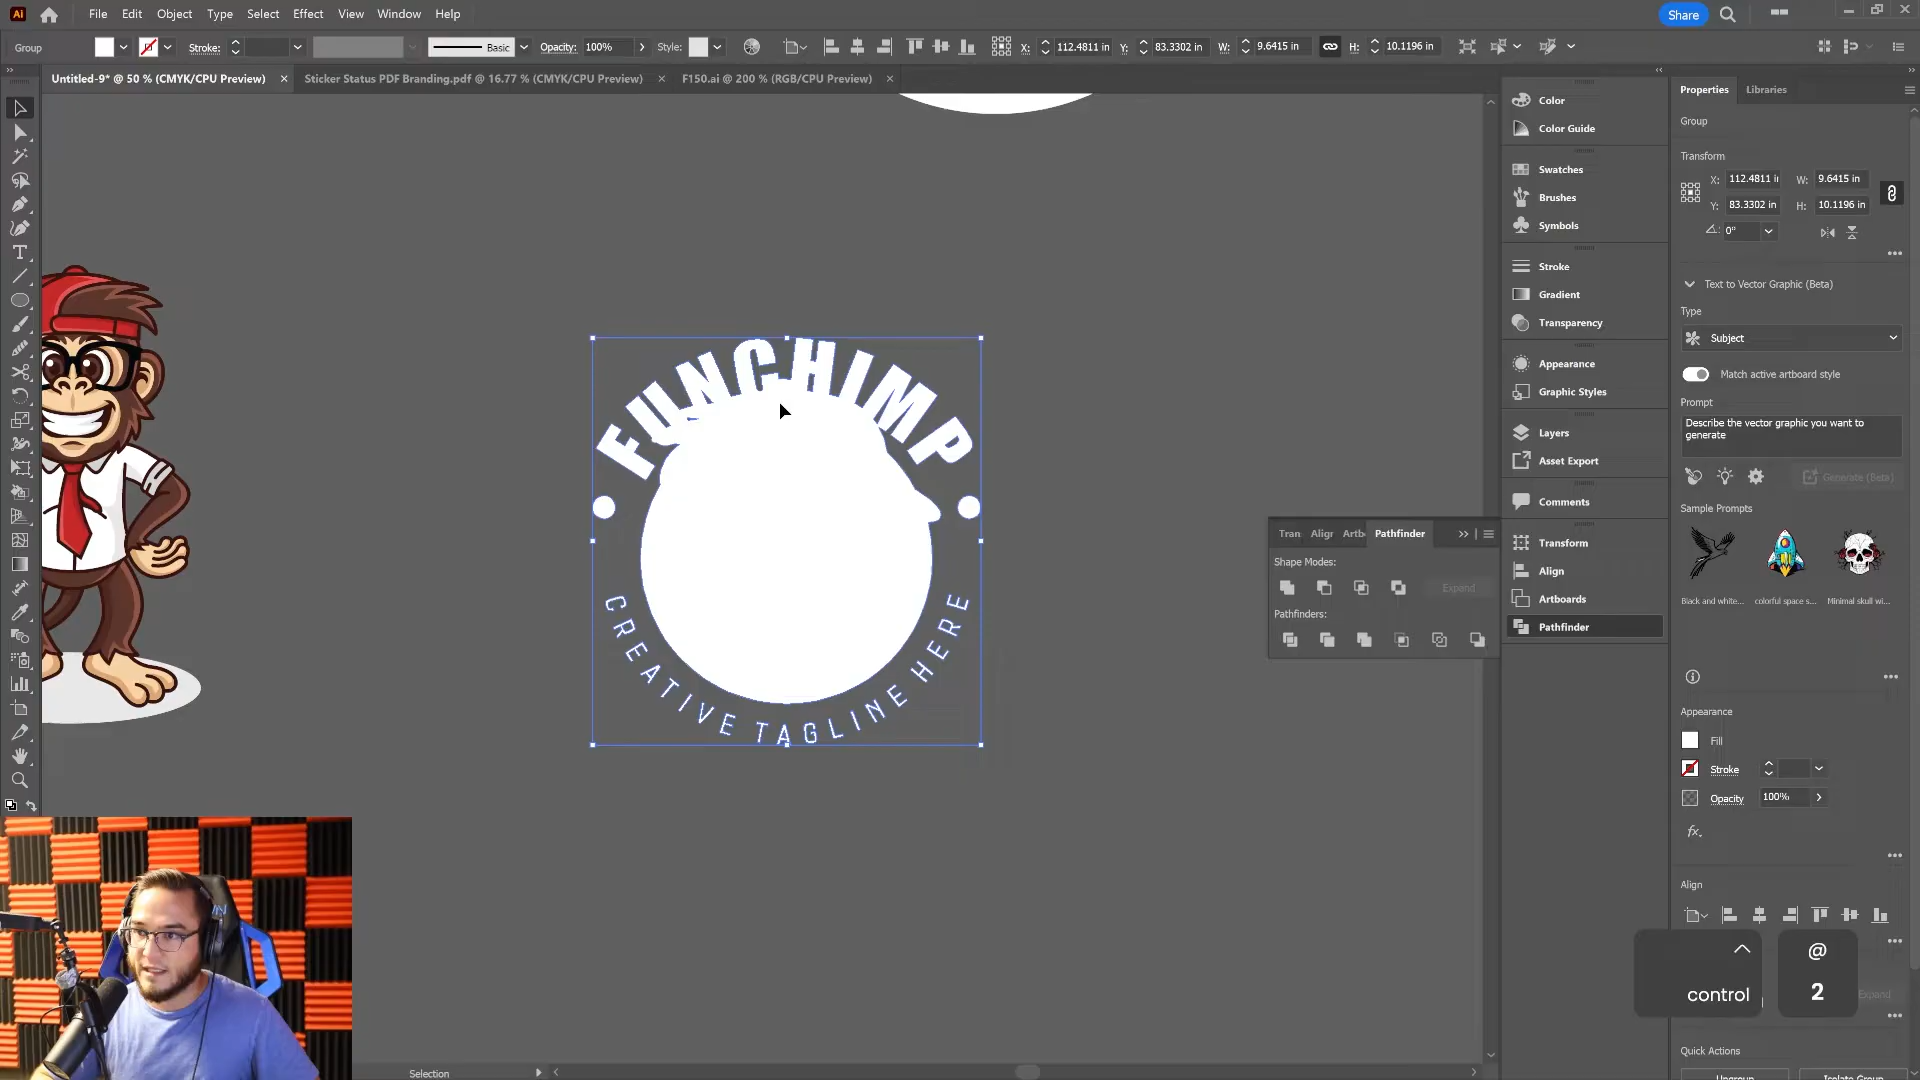 Ai File Edit Object Type Select Effect View Window Help Share
Group Stroke: Basic Opacity: 100% Style: X: 112.4811 in Y: 83.3302 in W: 9.6415 in H: 10.1196 in
Untitled-9* @ 50 % (CMYK/CPU Preview) × Sticker Status PDF Branding.pdf @ 16.77 % (CMYK/CPU Preview) × F150.ai @ 200 % (RGB/CPU Preview) ×
FUNCHIMP
CREATIVE TAGLINE HERE
Tran Aligr Artb Pathfinder
Shape Modes:
Expand
Pathfinders:
Color
Color Guide
Swatches
Brushes
Symbols
Stroke
Gradient
Transparency
Appearance
Graphic Styles
Layers
Asset Export
Comments
Transform
Align
Artboards
Pathfinder
Properties Libraries
Group
Transform
X: 112.4811 i W: 9.6415 in
Y: 83.3302 in H: 10.1196 in
0°
Text to Vector Graphic (Beta)
Type
Subject
Match active artboard style
Prompt
Describe the vector graphic you want to
generate
Generate (Beta)
Sample Prompts
Black and white... colorful space s... Minimal skull wi...
Appearance
Fill
Stroke
Opacity 100%
fx.
Align
control @ 2
Expand
Quick Actions
Ungroup Isolate Group
Selection